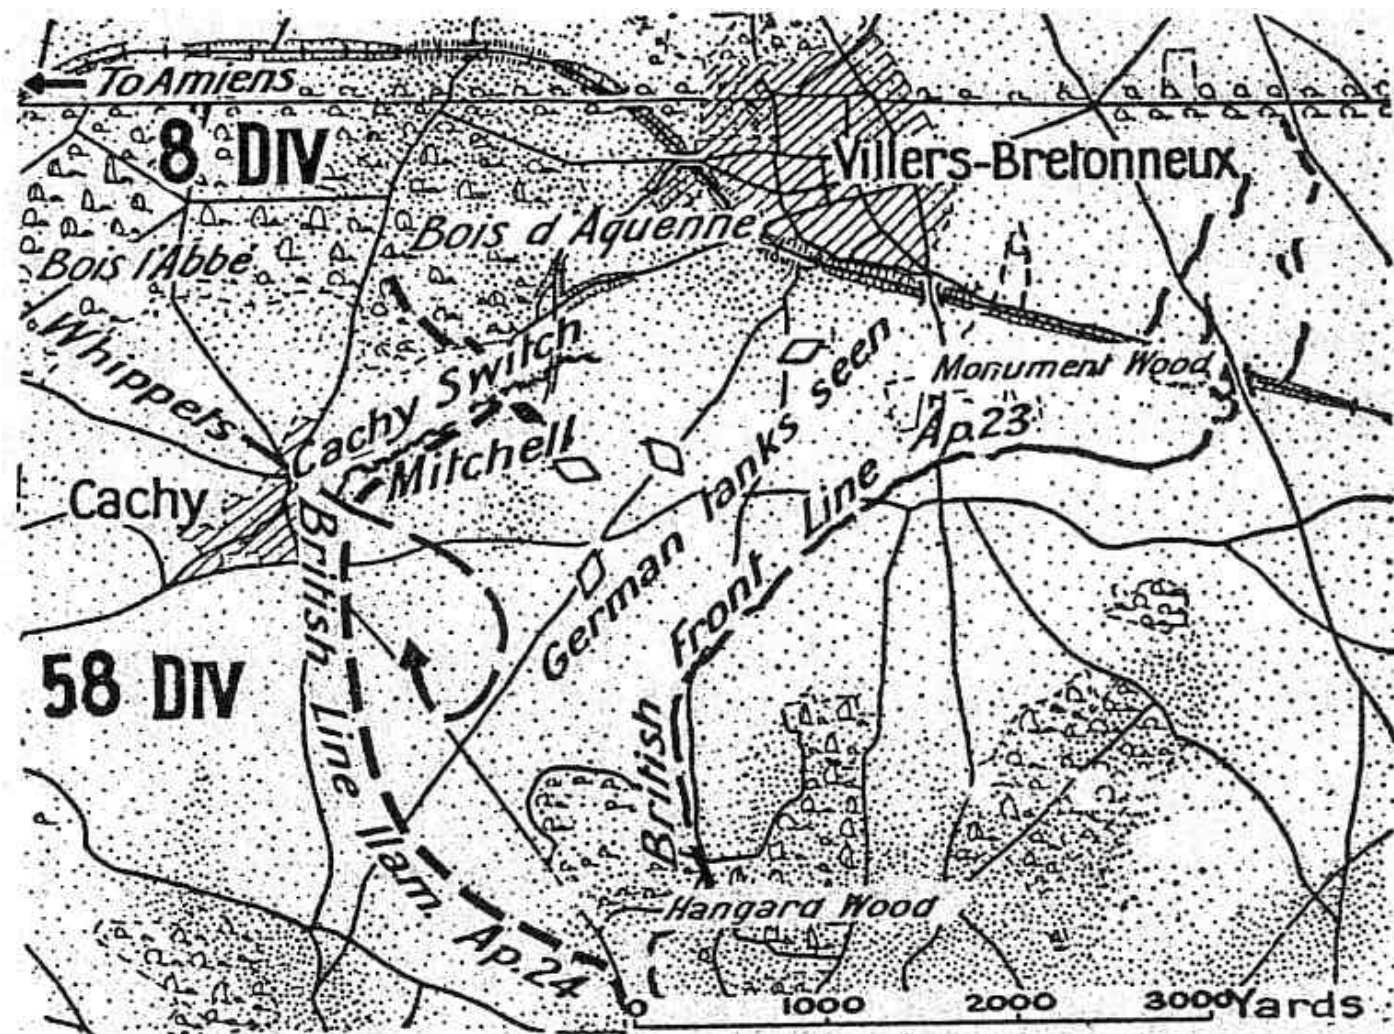 To Amiens
8 DIV
Villers-Bretonneux
Bois d Aquenne
Bois l'Abbé
Whippets
Cachy Switch
Mitchell
German Tanks seen
Monument Wood
British Front Line Ap.23
Cachy
British Line 11am. Ap.24
58 DIV
Hangard Wood
0 1000 2000 3000 Yards